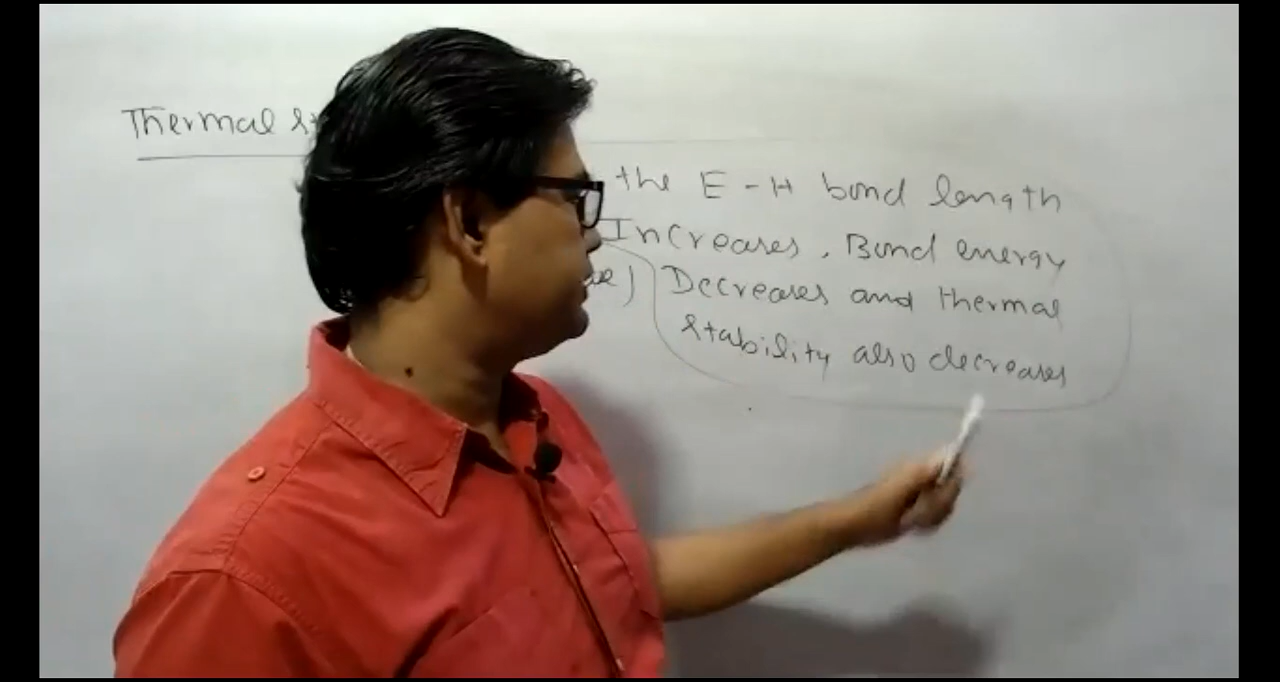 Thermal
the E-H bond length
Increases, Bond energy
Decreases and thermal
stability also decreases